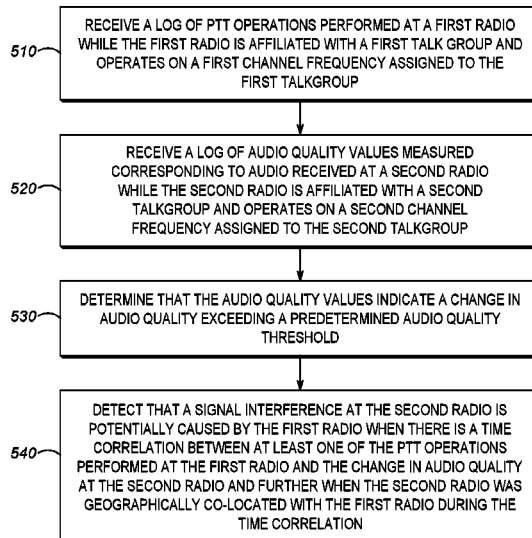 510
RECEIVE A LOG OF PTT OPERATIONS PERFORMED AT A FIRST RADIO
WHILE THE FIRST RADIO IS AFFILIATED WITH A FIRST TALK GROUP AND
OPERATES ON A FIRST CHANNEL FREQUENCY ASSIGNED TO THE
FIRST TALKGROUP
520
RECEIVE A LOG OF AUDIO QUALITY VALUES MEASURED
CORRESPONDING TO AUDIO RECEIVED AT A SECOND RADIO
WHILE THE SECOND RADIO IS AFFILIATED WITH A SECOND
TALKGROUP AND OPERATES ON A SECOND CHANNEL
FREQUENCY ASSIGNED TO THE SECOND TALKGROUP
530
DETERMINE THAT THE AUDIO QUALITY VALUES INDICATE A CHANGE IN
AUDIO QUALITY EXCEEDING A PREDETERMINED AUDIO QUALITY
THRESHOLD
540
DETECT THAT A SIGNAL INTERFERENCE AT THE SECOND RADIO IS
POTENTIALLY CAUSED BY THE FIRST RADIO WHEN THERE IS A TIME
CORRELATION BETWEEN AT LEAST ONE OF THE PTT OPERATIONS
PERFORMED AT THE FIRST RADIO AND THE CHANGE IN AUDIO QUALITY
AT THE SECOND RADIO AND FURTHER WHEN THE SECOND RADIO WAS
GEOGRAPHICALLY CO-LOCATED WITH THE FIRST RADIO DURING THE
TIME CORRELATION